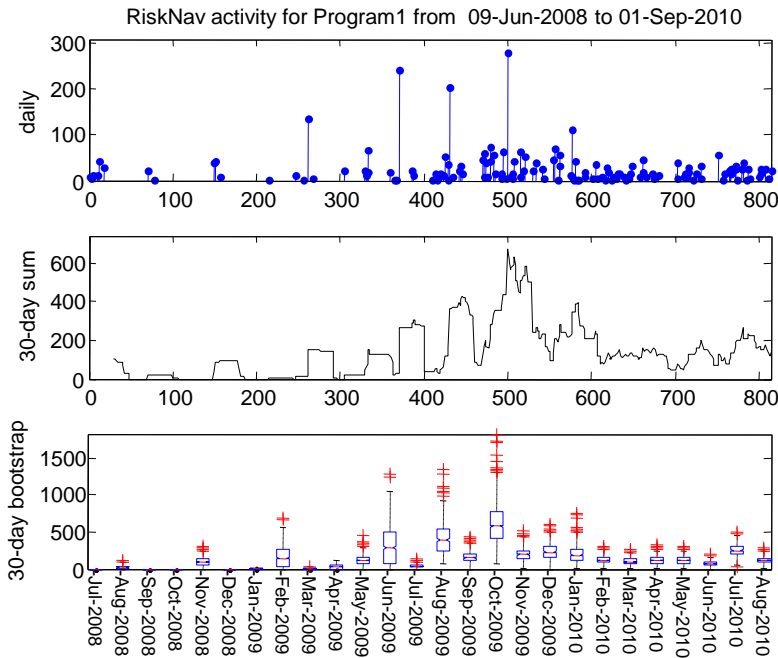 RiskNav activity for Program1 from 09-Jun-2008 to 01-Sep-2010
daily
300
200
100
0
0 100 200 300 400 500 600 700 800
30-day sum
600
400
200
0
0 100 200 300 400 500 600 700 800
30-day bootstrap
1500
1000
500
0
Jul-2008
Aug-2008
Sep-2008
Oct-2008
Nov-2008
Dec-2008
Jan-2009
Feb-2009
Mar-2009
Apr-2009
May-2009
Jun-2009
Jul-2009
Aug-2009
Sep-2009
Oct-2009
Nov-2009
Dec-2009
Jan-2010
Feb-2010
Mar-2010
Apr-2010
May-2010
Jun-2010
Jul-2010
Aug-2010